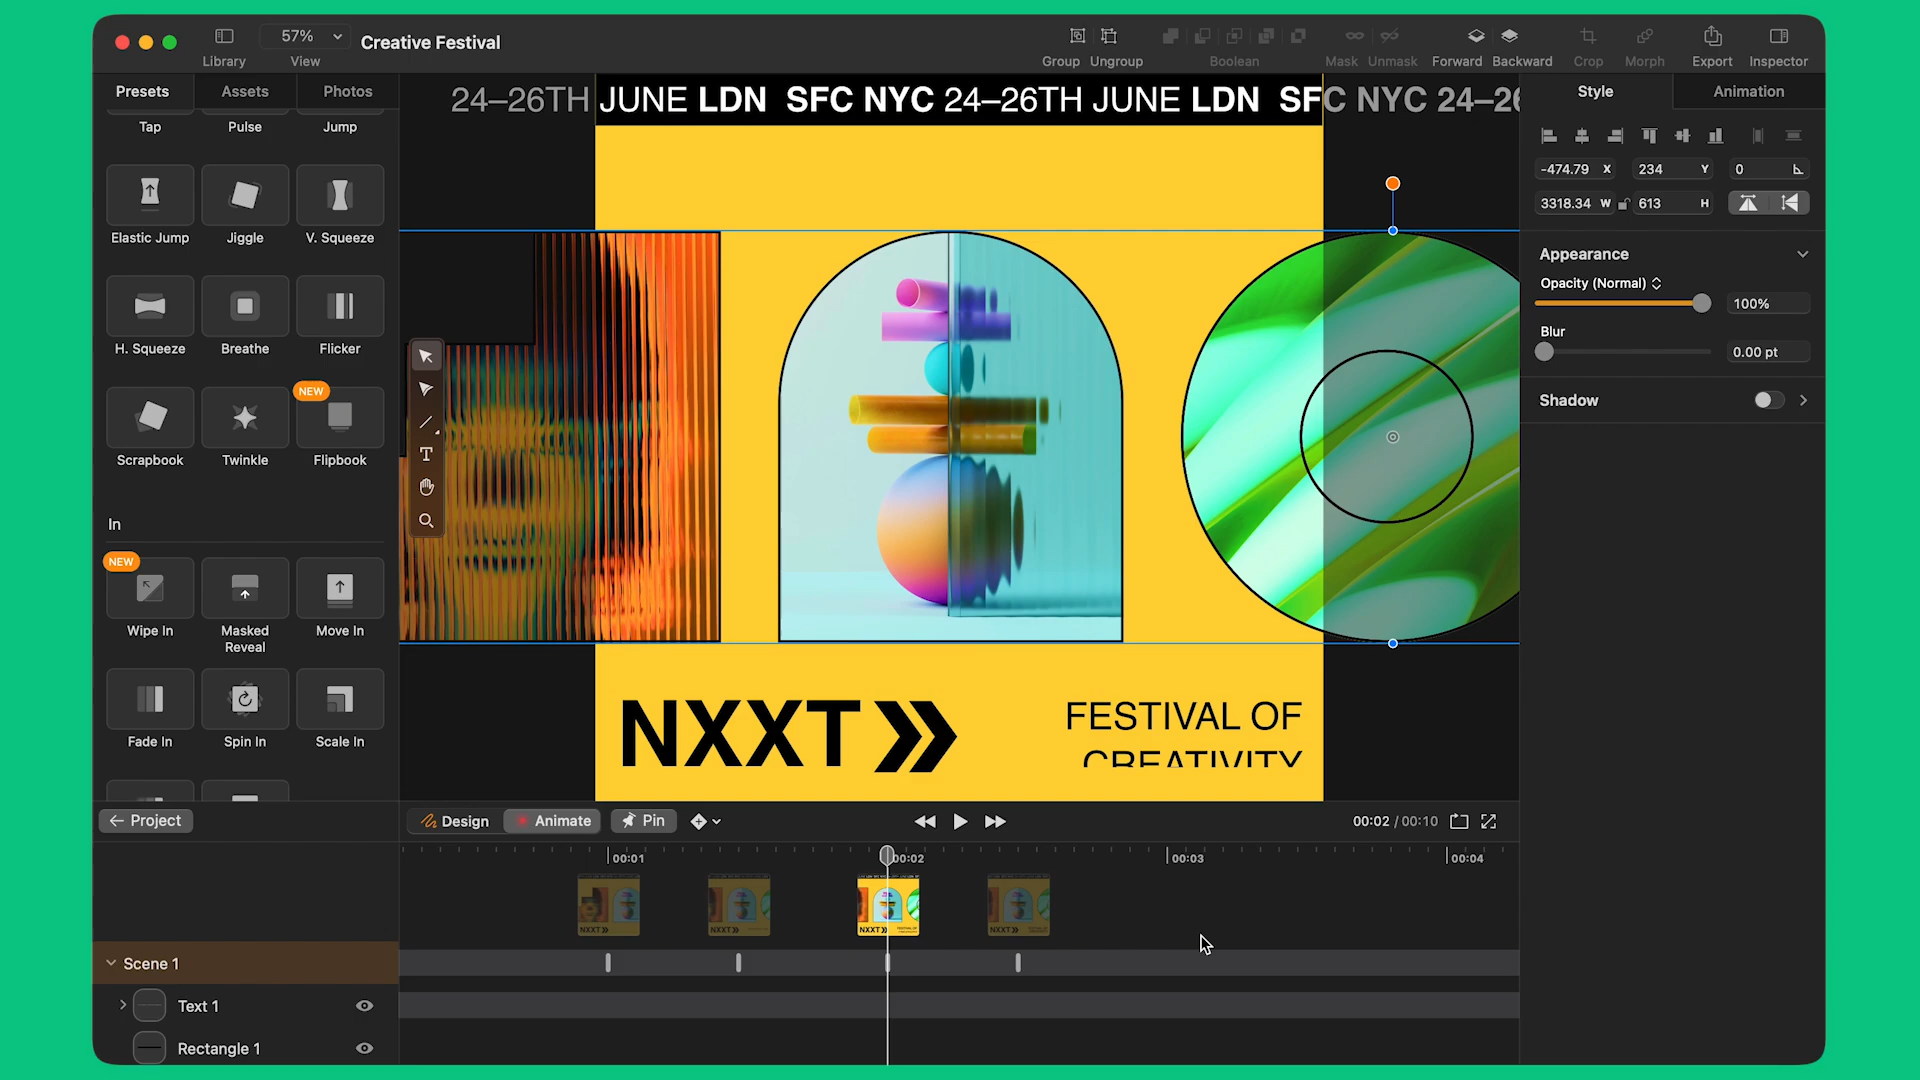 57%
Creative Festival
Library
View
Group
Ungroup
Boolean
Mask
Unmask
Forward
Backward
Crop
Morph
Export
Inspector
Presets
Assets
Photos
Tap
Pulse
Jump
Elastic Jump
Jiggle
V. Squeeze
H. Squeeze
Breathe
Flicker
NEW
Scrapbook
Twinkle
Flipbook
In
NEW
Wipe In
Masked
Reveal
Move In
Fade In
Spin In
Scale In
24–26TH JUNE LDN SFC NYC 24–26TH JUNE LDN SFC NYC 24–26
T
NXXT
FESTIVAL OF
CREATIVITY
Style
Animation
-474.79 X
234 Y
0
3318.34 W
613 H
Appearance
Opacity (Normal)
100%
Blur
0.00 pt
Shadow
Project
Design
Animate
Pin
00:02 / 00:10
00:01
00:02
00:03
00:04
NXXT
NXXT
NXXT
NXXT
Scene 1
Text 1
Rectangle 1